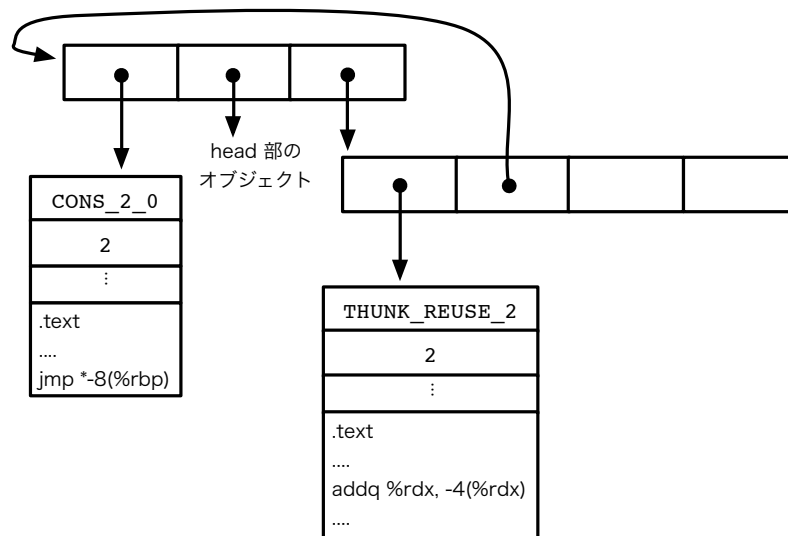 head 部の
オブジェクト
CONS_2_0
2
⋮
.text
....
jmp *-8(%rbp)
THUNK_REUSE_2
2
⋮
.text
....
addq %rdx, -4(%rdx)
....